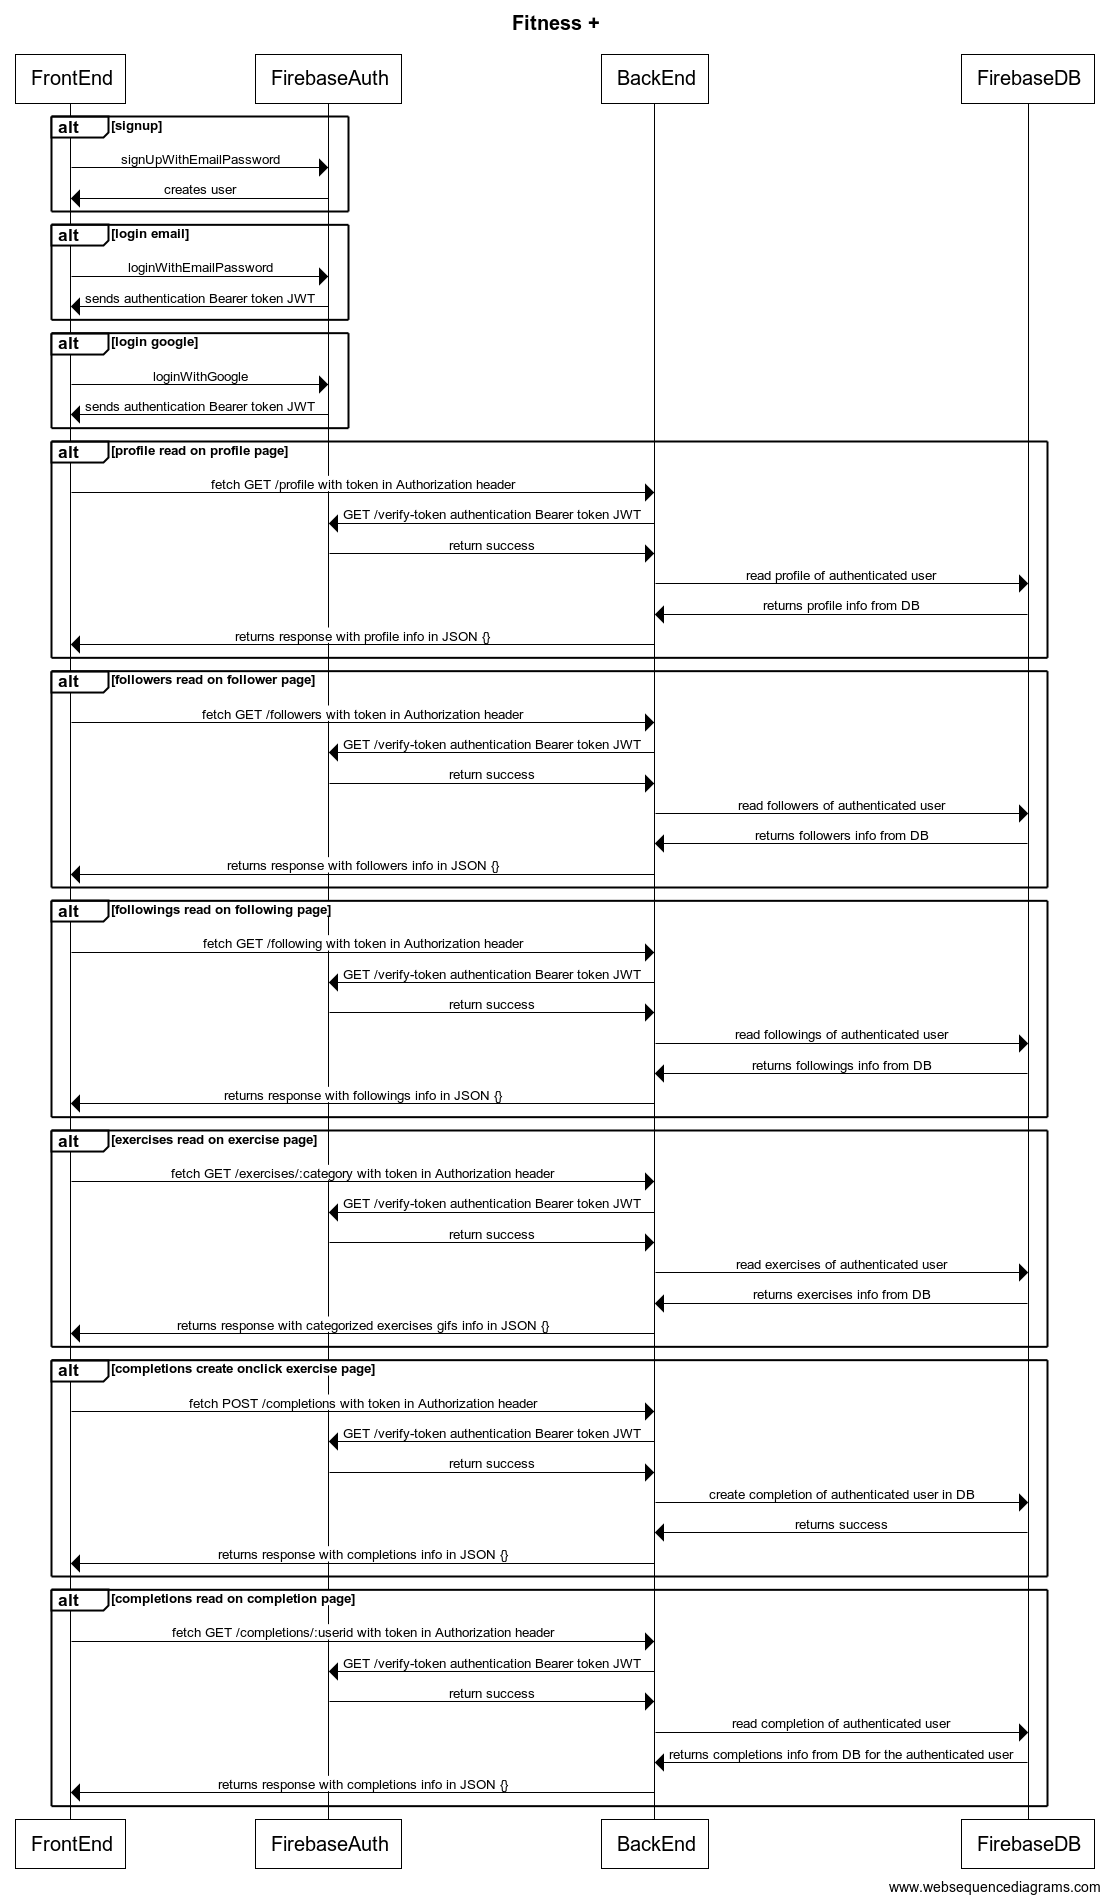 Fitness +
FrontEnd
FirebaseAuth
BackEnd
FirebaseDB
alt [signup]
signUpWithEmailPassword
creates user
alt [login email]
loginWithEmailPassword
sends authentication Bearer token JWT
alt [login google]
loginWithGoogle
sends authentication Bearer token JWT
alt [profile read on profile page]
fetch GET /profile with token in Authorization header
GET /verify-token authentication Bearer token JWT
return success
read profile of authenticated user
returns profile info from DB
returns response with profile info in JSON {}
alt [followers read on follower page]
fetch GET /followers with token in Authorization header
GET /verify-token authentication Bearer token JWT
return success
read followers of authenticated user
returns followers info from DB
returns response with followers info in JSON {}
alt [followings read on following page]
fetch GET /following with token in Authorization header
GET /verify-token authentication Bearer token JWT
return success
read followings of authenticated user
returns followings info from DB
returns response with followings info in JSON {}
alt [exercises read on exercise page]
fetch GET /exercises/:category with token in Authorization header
GET /verify-token authentication Bearer token JWT
return success
read exercises of authenticated user
returns exercises info from DB
returns response with categorized exercises gifs info in JSON {}
alt [completions create onclick exercise page]
fetch POST /completions with token in Authorization header
GET /verify-token authentication Bearer token JWT
return success
create completion of authenticated user in DB
returns success
returns response with completions info in JSON {}
alt [completions read on completion page]
fetch GET /completions/:userid with token in Authorization header
GET /verify-token authentication Bearer token JWT
return success
read completion of authenticated user
returns completions info from DB for the authenticated user
returns response with completions info in JSON {}
FrontEnd
FirebaseAuth
BackEnd
FirebaseDB
www.websequencediagrams.com